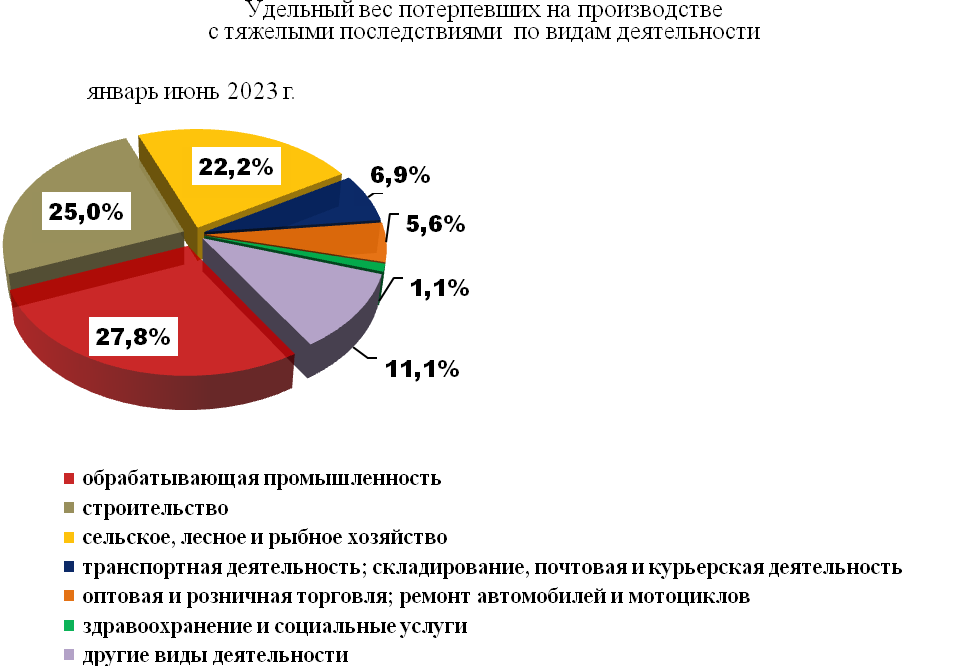 Удельный вес потерпевших на производстве
с тяжелыми последствиями по видам деятельности
январь июнь 2023 г.
22,2%
6,9%
25,0%
5,6%
1,1%
27,8%
11,1%
обрабатывающая промышленность
строительство
сельское, лесное и рыбное хозяйство
транспортная деятельность; складирование, почтовая и курьерская деятельность
оптовая и розничная торговля; ремонт автомобилей и мотоциклов
здравоохранение и социальные услуги
другие виды деятельности